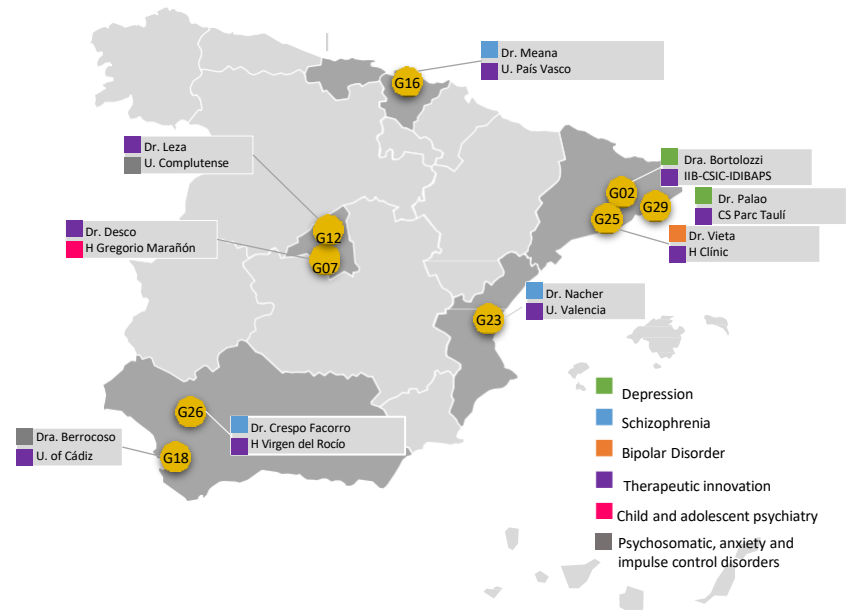 Dr. Meana
U. País Vasco
G16
Dr. Leza
U. Complutense
Dra. Bortolozzi
IIB-CSIC-IDIBAPS
G02
G29
Dr. Palao
CS Parc Taulí
G25
Dr. Vieta
H Clínic
G12
Dr. Desco
H Gregorio Marañón
G07
Dr. Nacher
U. Valencia
G23
Depression
G26
Dr. Crespo Facorro
H Virgen del Rocío
Schizophrenia
Dra. Berrocoso
U. of Cádiz
G18
Bipolar Disorder
Therapeutic innovation
Child and adolescent psychiatry
Psychosomatic, anxiety and
impulse control disorders